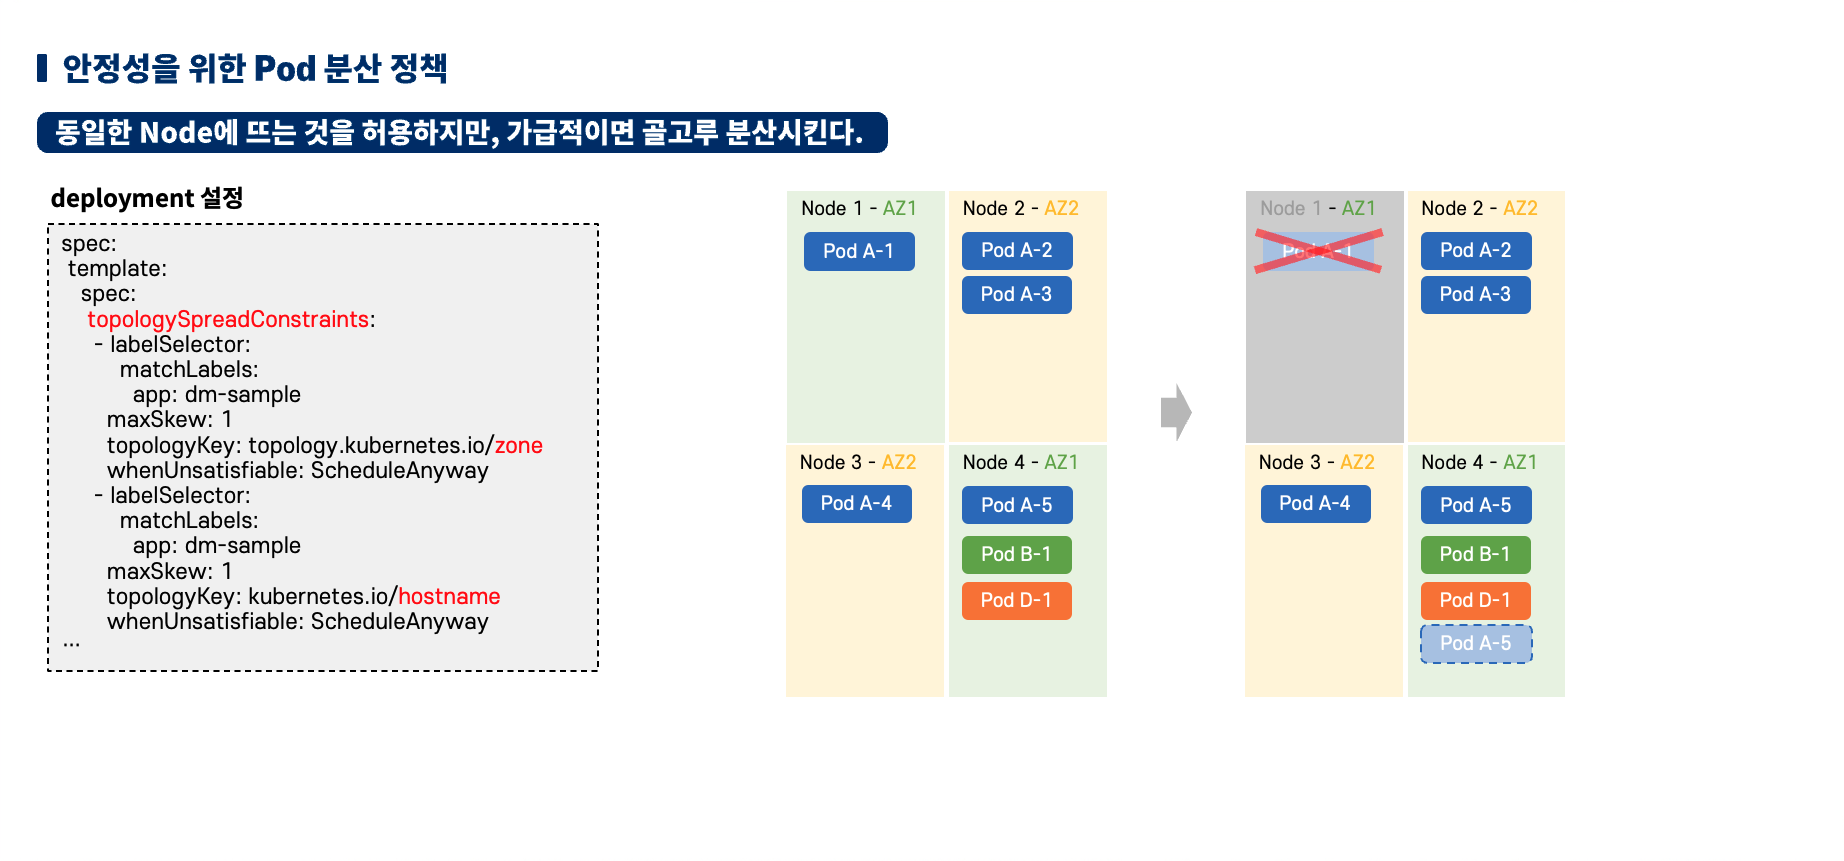 안정성을 위한 Pod 분산 정책
동일한 Node에 뜨는 것을 허용하지만, 가급적이면 골고루 분산시킨다.
deployment 설정
spec:
template:
spec:
topologySpreadConstraints:
- labelSelector:
matchLabels:
app: dm-sample
maxSkew: 1
topologyKey: topology.kubernetes.io/zone
whenUnsatisfiable: ScheduleAnyway
- labelSelector:
matchLabels:
app: dm-sample
maxSkew: 1
topologyKey: kubernetes.io/hostname
whenUnsatisfiable: ScheduleAnyway
...
Node 1 - AZ1
Pod A-1
Node 2 - AZ2
Pod A-2
Pod A-3
Node 3 - AZ2
Pod A-4
Node 4 - AZ1
Pod A-5
Pod B-1
Pod D-1
Node 1 - AZ1
Pod A-1
Node 2 - AZ2
Pod A-2
Pod A-3
Node 3 - AZ2
Pod A-4
Node 4 - AZ1
Pod A-5
Pod B-1
Pod D-1
Pod A-5